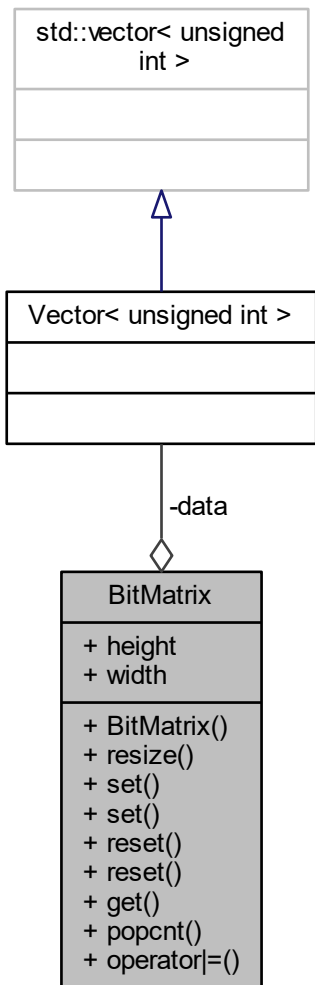 std::vector< unsigned
int >
Vector< unsigned int >
-data
BitMatrix
+ height
+ width
+ BitMatrix()
+ resize()
+ set()
+ set()
+ reset()
+ reset()
+ get()
+ popcnt()
+ operator|=()